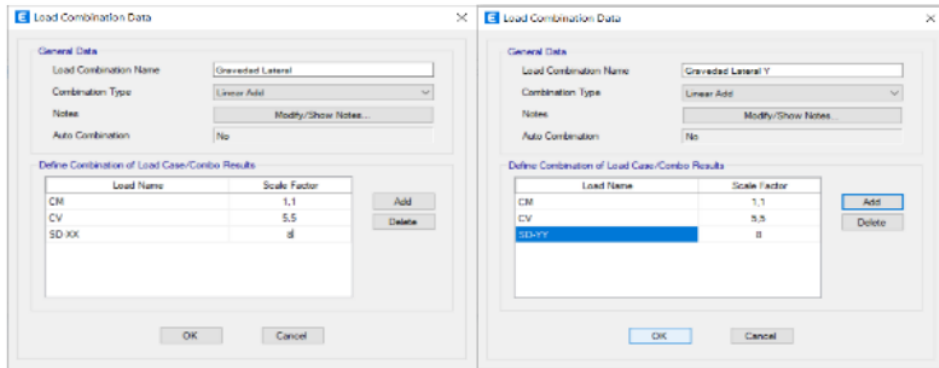 Load Combination Data
General Data
Load Combination Name
Gravedad Lateral
Combination Type
Linear Add
Notes
Modify/Show Notes...
Auto Combination
No
Define Combination of Load Case/Combo Results
Load Name Scale Factor
CM 1,1
CV 5,5
SD-XX
Add
Delete
OK
Cancel
Load Combination Data
General Data
Load Combination Name
Gravedad Lateral Y
Combination Type
Linear Add
Notes
Modify/Show Notes...
Auto Combination
No
Define Combination of Load Case/Combo Results
Load Name Scale Factor
CM 1,1
CV 5,5
SD-YY
Add
Delete
OK
Cancel